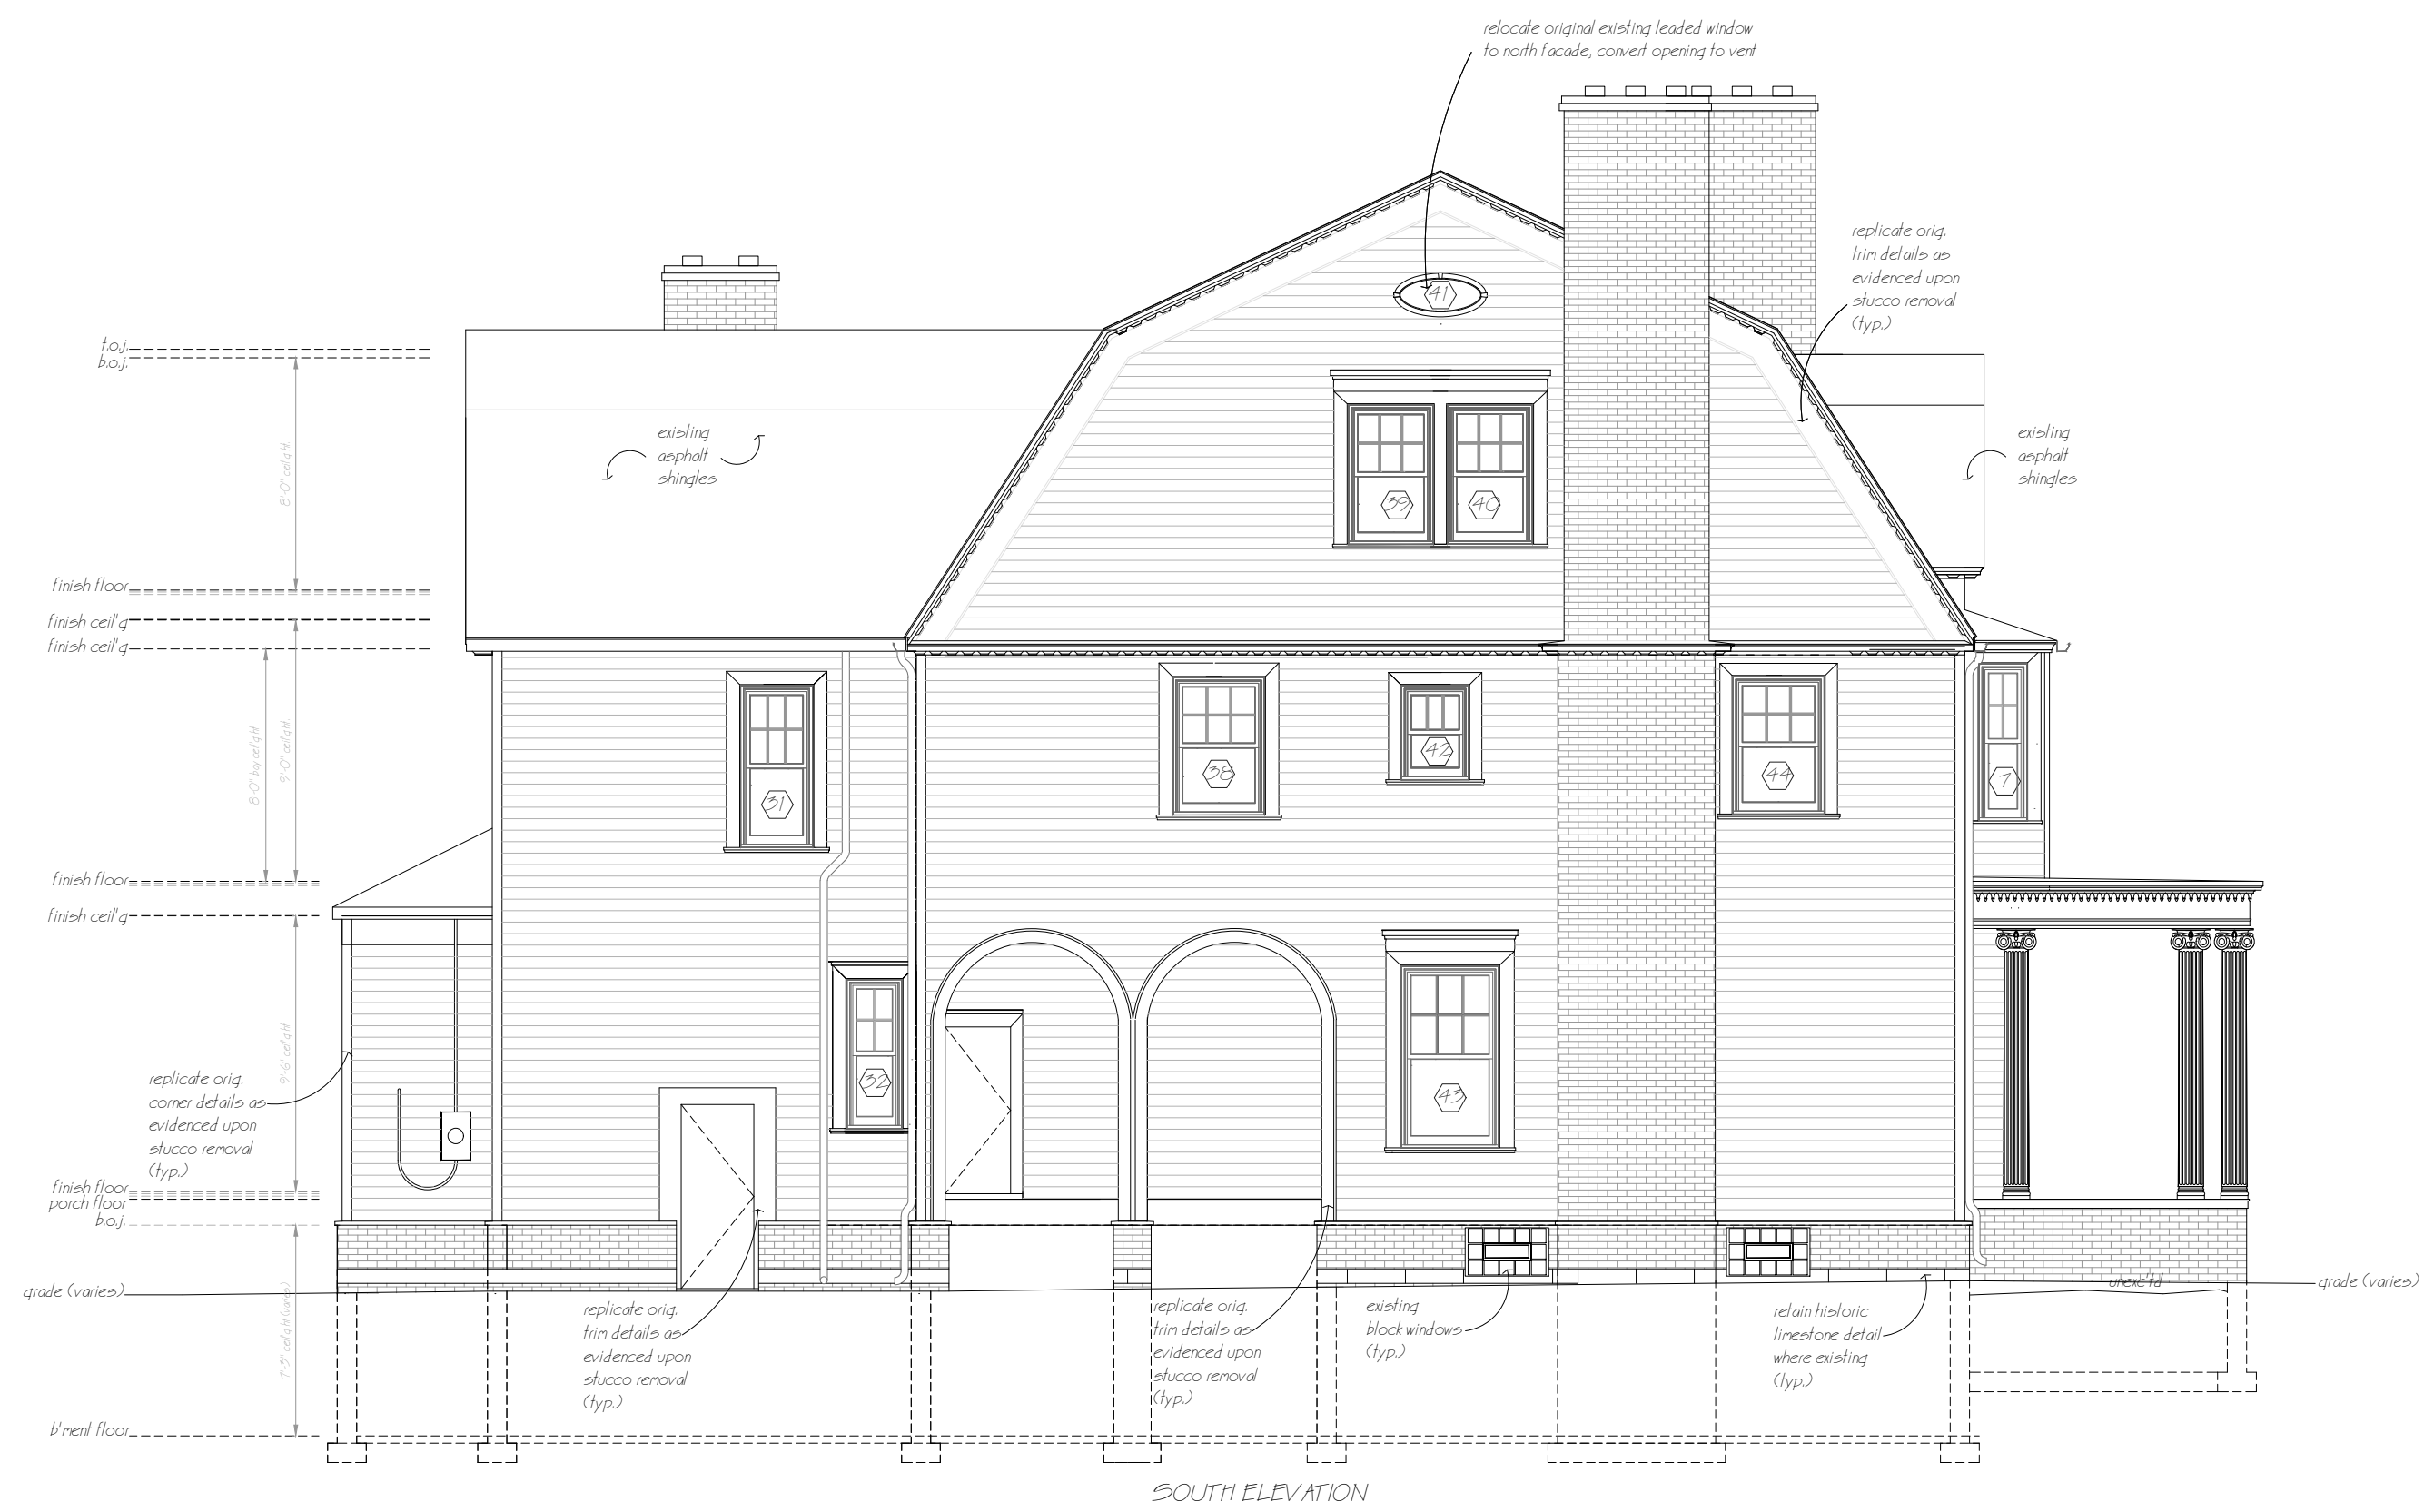 relocate original existing leaded window
to north facade, convert opening to vent
replicate orig.
trim details as
evidenced upon
stucco removal
(typ.)
41
t.o.j.
b.o.j.
8'-0" ceil'g H.
existing
asphalt
shingles
existing
asphalt
shingles
39
40
finish floor
finish ceil'g
finish ceil'g
8'-0" bay ceil'g H.
9'-0" ceil'g H.
31
38
42
44
7
finish floor
finish ceil'g
9'-6" ceil'g H
32
43
replicate orig.
corner details as
evidenced upon
stucco removal
(typ.)
finish floor
porch floor
b.o.j.
grade (varies)
unexc'td
grade (varies)
7'-3" ceil'g H (varies)
replicate orig.
trim details as
evidenced upon
stucco removal
(typ.)
replicate orig.
trim details as
evidenced upon
stucco removal
(typ.)
existing
block windows
(typ.)
retain historic
limestone detail
where existing
(typ.)
b'ment floor
SOUTH ELEVATION